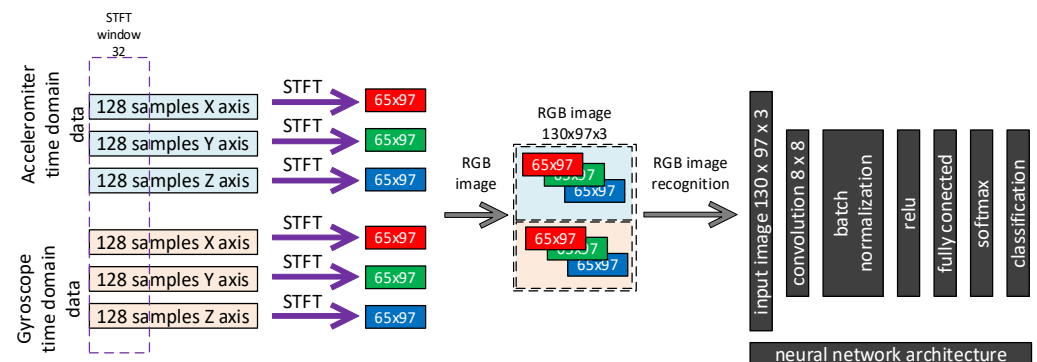 STFT
window
32
Acceleromiter
time domain
data
128 samples X axis
STFT
65x97
128 samples Y axis
STFT
65x97
128 samples Z axis
STFT
65x97
Gyroscope
time domain
data
128 samples X axis
STFT
65x97
128 samples Y axis
STFT
65x97
128 samples Z axis
STFT
65x97
RGB
image
RGB image
130x97x3
65x97
65x97
65x97
65x97
65x97
65x97
RGB image
recognition
input image 130 x 97 x 3
convolution 8 x 8
batch
normalization
relu
fully conected
softmax
classification
neural network architecture